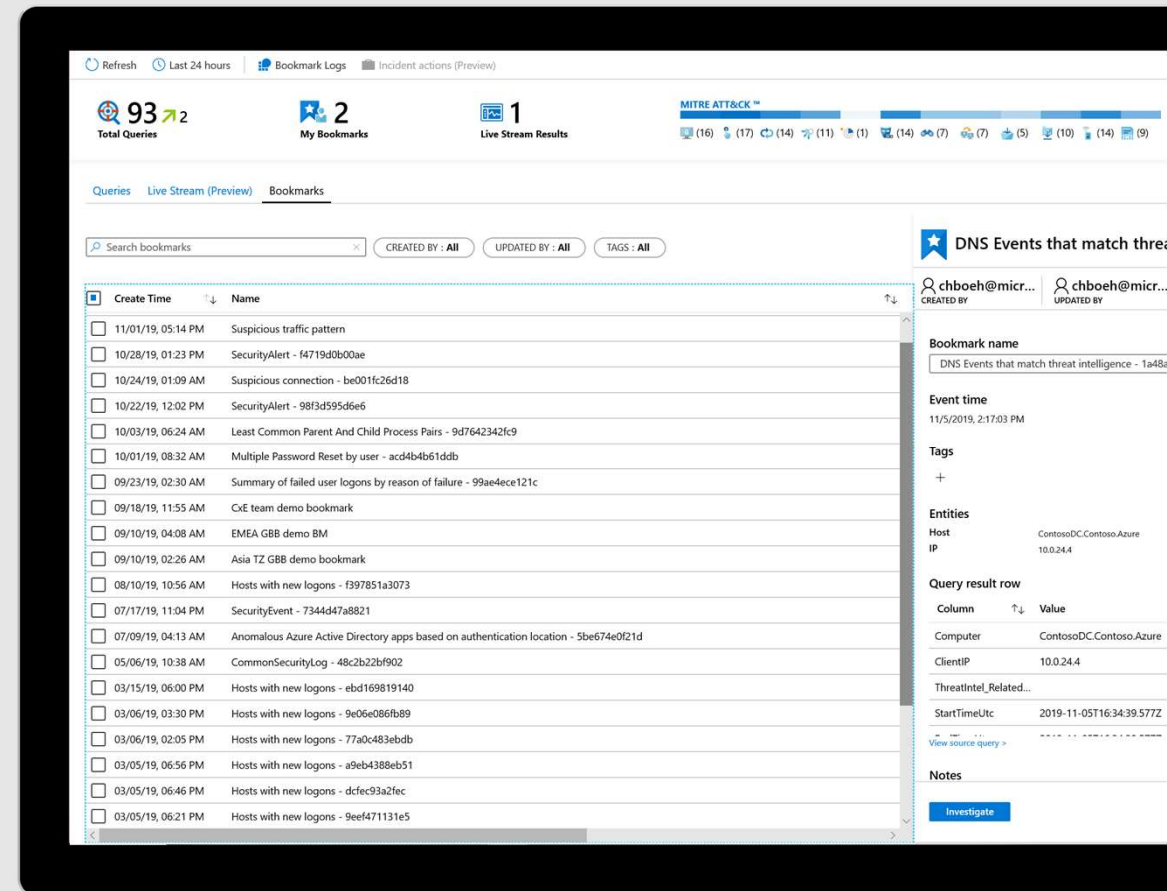 Refresh Last 24 hours Bookmark Logs Incident actions (Preview)
93 2
Total Queries
2
My Bookmarks
1
Live Stream Results
MITRE ATT&CK ™
(16) (17) (14) (11) (1) (14) (7) (7) (5) (10) (14) (9)
Queries Live Stream (Preview) Bookmarks
Search bookmarks
CREATED BY : All UPDATED BY : All TAGS : All
Create Time Name
11/01/19, 05:14 PM Suspicious traffic pattern
10/28/19, 01:23 PM SecurityAlert - f4719d0b00ae
10/24/19, 01:09 AM Suspicious connection - be001fc26d18
10/22/19, 12:02 PM SecurityAlert - 98f3d595d6e6
10/03/19, 06:24 AM Least Common Parent And Child Process Pairs - 9d7642342fc9
10/01/19, 08:32 AM Multiple Password Reset by user - acd4b4b61ddb
09/23/19, 02:30 AM Summary of failed user logons by reason of failure - 99ae4ece121c
09/18/19, 11:55 AM CxE team demo bookmark
09/10/19, 04:08 AM EMEA GBB demo BM
09/10/19, 02:26 AM Asia TZ GBB demo bookmark
08/10/19, 10:56 AM Hosts with new logons - f397851a3073
07/17/19, 11:04 PM SecurityEvent - 7344d47a8821
07/09/19, 04:13 AM Anomalous Azure Active Directory apps based on authentication location - 5be674e0f21d
05/06/19, 10:38 AM CommonSecurityLog - 48c2b22bf902
03/15/19, 06:00 PM Hosts with new logons - ebd169819140
03/06/19, 03:30 PM Hosts with new logons - 9e06e086fb89
03/06/19, 02:05 PM Hosts with new logons - 77a0c483ebdb
03/05/19, 06:56 PM Hosts with new logons - a9eb4388eb51
03/05/19, 06:46 PM Hosts with new logons - dcfec93a2fec
03/05/19, 06:21 PM Hosts with new logons - 9eef471131e5
DNS Events that match threa
chboeh@micr... chboeh@micr...
CREATED BY UPDATED BY
Bookmark name
DNS Events that match threat intelligence - 1a48a
Event time
11/5/2019, 2:17:03 PM
Tags
Entities
Host ContosoDC.Contoso.Azure
IP 10.0.24.4
Query result row
Column Value
Computer ContosoDC.Contoso.Azure
ClientIP 10.0.24.4
ThreatIntel_Related...
StartTimeUtc 2019-11-05T16:34:39.577Z
View source query >
Notes
Investigate